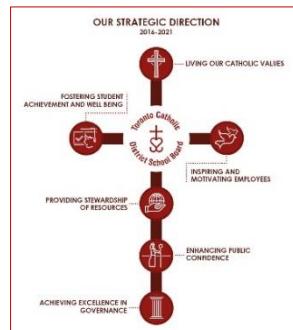 OUR STRATEGIC DIRECTION
2016-2021
LIVING OUR CATHOLIC VALUES
FOSTERING STUDENT
ACHIEVEMENT AND WELL BEING
Toronto Catholic
District School Board
INSPIRING AND
MOTIVATING EMPLOYEES
PROVIDING STEWARDSHIP
OF RESOURCES
ENHANCING PUBLIC
CONFIDENCE
ACHIEVING EXCELLENCE IN
GOVERNANCE